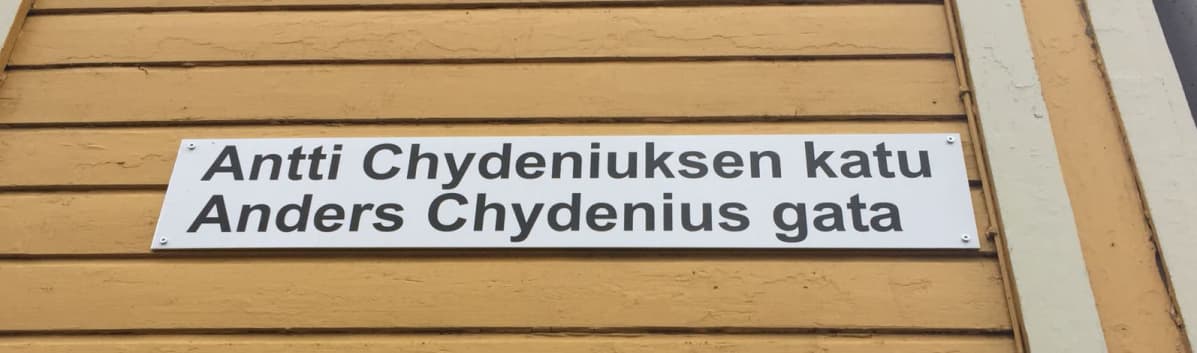 Antti Chydeniuksen katu
Anders Chydenius gata